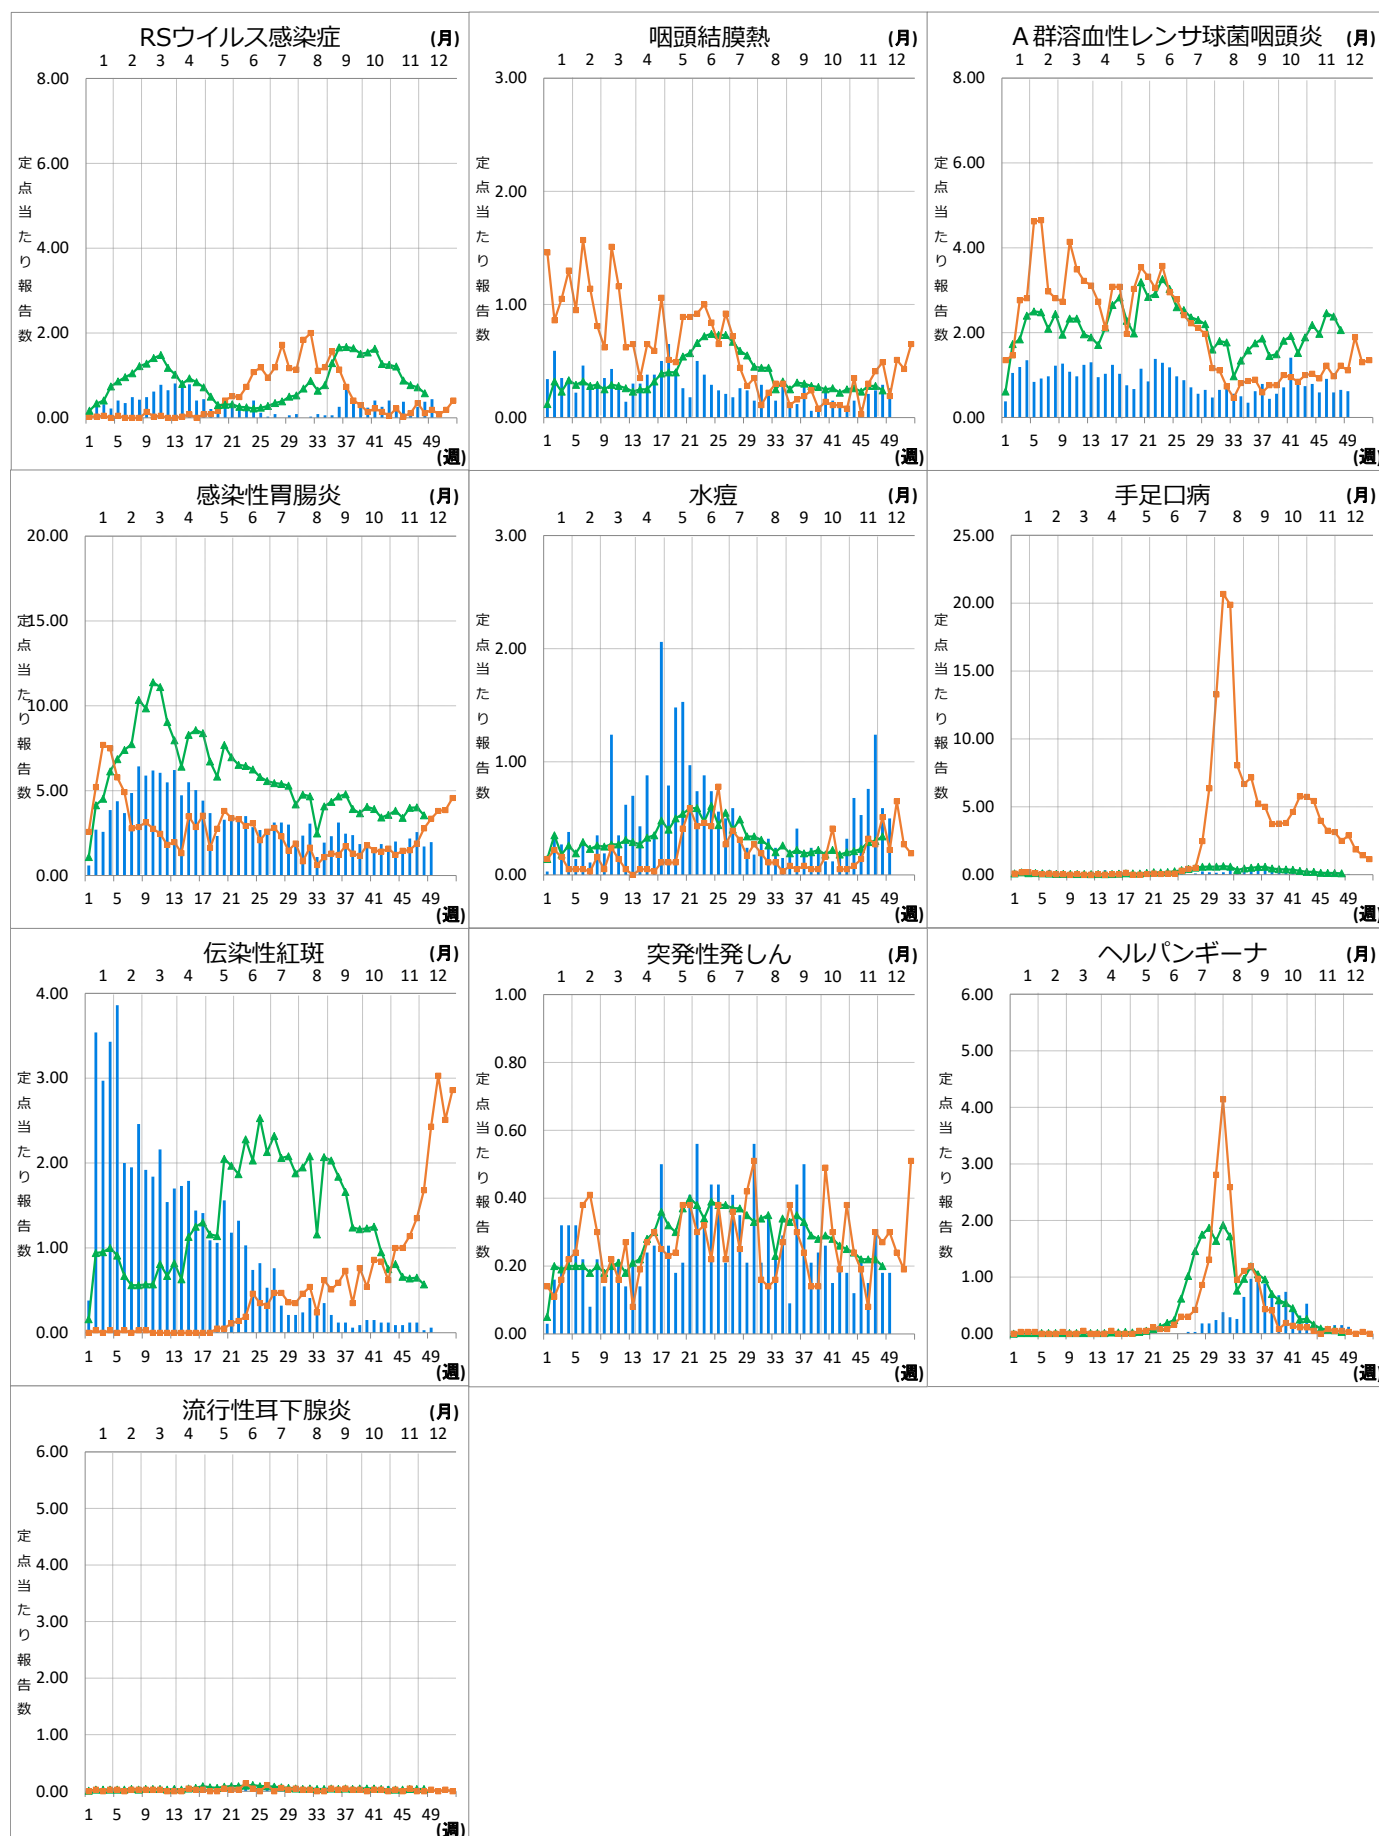 RSウイルス感染症 (月)
1 2 3 4 5 6 7 8 9 10 11 12
8.00
6.00
4.00
2.00
0.00
定点当たり報告数
1 5 9 13 17 21 25 29 33 37 41 45 49
(週)
咽頭結膜熱 (月)
1 2 3 4 5 6 7 8 9 10 11 12
3.00
2.00
1.00
0.00
定点当たり報告数
1 5 9 13 17 21 25 29 33 37 41 45 49
(週)
A群溶血性レンサ球菌咽頭炎 (月)
1 2 3 4 5 6 7 8 9 10 11 12
8.00
6.00
4.00
2.00
0.00
定点当たり報告数
1 5 9 13 17 21 25 29 33 37 41 45 49
(週)
感染性胃腸炎 (月)
1 2 3 4 5 6 7 8 9 10 11 12
20.00
15.00
10.00
5.00
0.00
定点当たり報告数
1 5 9 13 17 21 25 29 33 37 41 45 49
(週)
水痘 (月)
1 2 3 4 5 6 7 8 9 10 11 12
3.00
2.00
1.00
0.00
定点当たり報告数
1 5 9 13 17 21 25 29 33 37 41 45 49
(週)
手足口病 (月)
1 2 3 4 5 6 7 8 9 10 11 12
25.00
20.00
15.00
10.00
5.00
0.00
定点当たり報告数
1 5 9 13 17 21 25 29 33 37 41 45 49
(週)
伝染性紅斑 (月)
1 2 3 4 5 6 7 8 9 10 11 12
4.00
3.00
2.00
1.00
0.00
定点当たり報告数
1 5 9 13 17 21 25 29 33 37 41 45 49
(週)
突発性発しん (月)
1 2 3 4 5 6 7 8 9 10 11 12
1.00
0.80
0.60
0.40
0.20
0.00
定点当たり報告数
1 5 9 13 17 21 25 29 33 37 41 45 49
(週)
ヘルパンギーナ (月)
1 2 3 4 5 6 7 8 9 10 11 12
6.00
5.00
4.00
3.00
2.00
1.00
0.00
定点当たり報告数
1 5 9 13 17 21 25 29 33 37 41 45 49
(週)
流行性耳下腺炎 (月)
1 2 3 4 5 6 7 8 9 10 11 12
6.00
5.00
4.00
3.00
2.00
1.00
0.00
定点当たり報告数
1 5 9 13 17 21 25 29 33 37 41 45 49
(週)